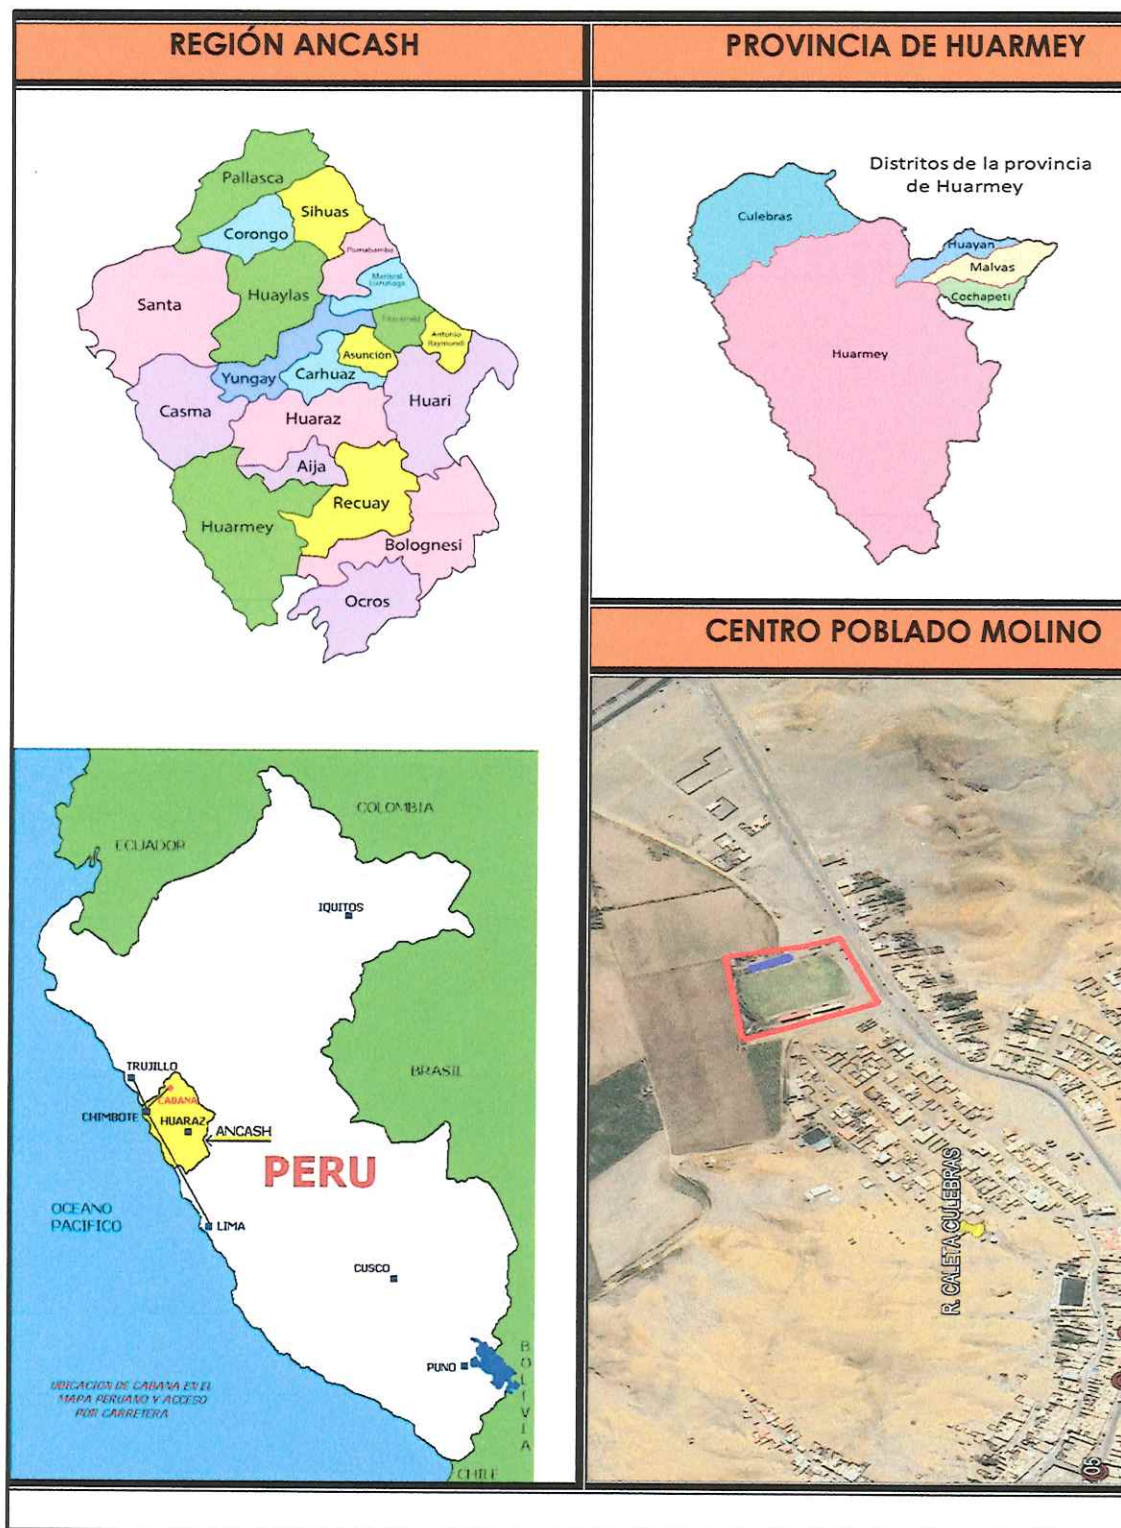 REGIÓN ANCASH
Pallasca
Sihuas
Corongo
Pomabamba
Mariscal
Luzuriaga
Santa
Huaylas
Antonio
Raymondi
Asunción
Yungay
Carhuaz
Casma
Huari
Huaraz
Aija
Recuay
Huarmey
Bolognesi
Ocros
PROVINCIA DE HUARMEY
Distritos de la provincia
de Huarmey
Culebras
Huayan
Malvas
Cochapeti
Huarmey
COLOMBIA
ECUADOR
IQUITOS
BRASIL
TRUJILLO
CABANA
CHIMBOTE
HUARAZ
ANCASH
PERU
OCEANO
PACIFICO
LIMA
CUSCO
PUNO
BOLIVIA
UBICACION DE CABANA EN EL
MAPA PERUANO Y ACCESO
POR CARRETERA
CHILE
CENTRO POBLADO MOLINO
R. CALETA CULEBRAS
05